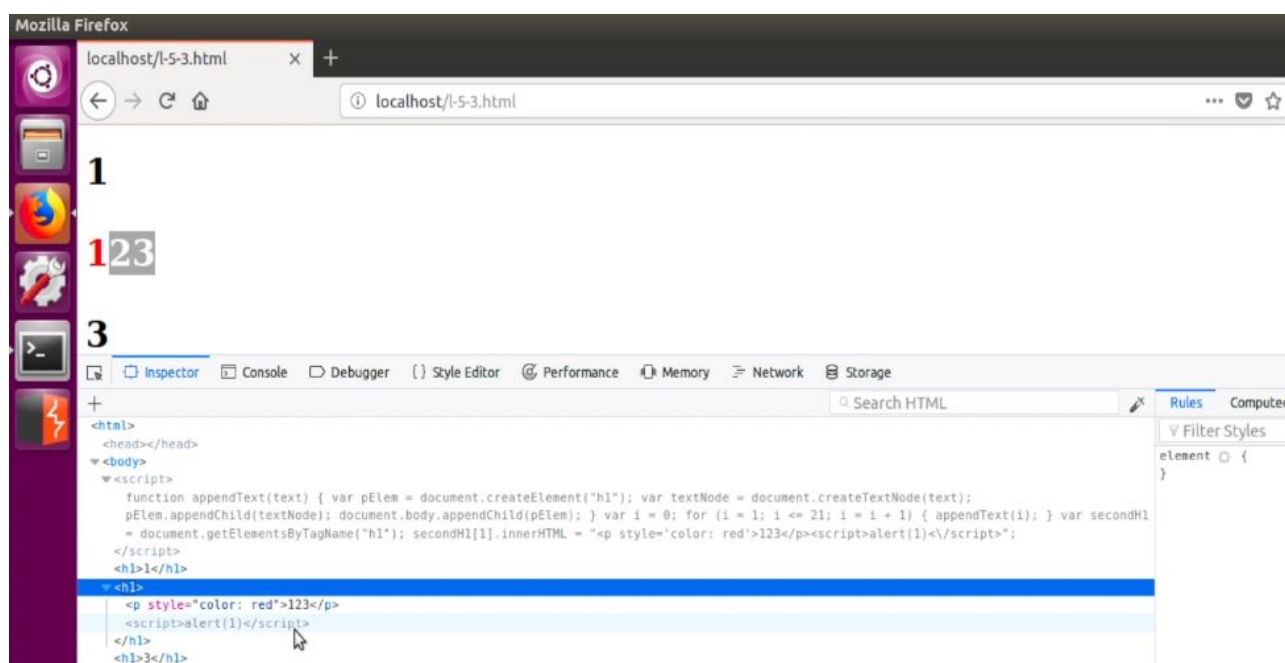 Mozilla Firefox
localhost/l-5-3.html
localhost/l-5-3.html
1
123
3
Inspector Console Debugger {} Style Editor Performance Memory Network Storage
Search HTML
Rules Computed
Filter Styles
element {
}
<html>
<head></head>
<body>
<script>
function appendText(text) { var pElem = document.createElement("h1"); var textNode = document.createTextNode(text);
pElem.appendChild(textNode); document.body.appendChild(pElem); } var i = 0; for (i = 1; i <= 21; i = i + 1) { appendText(i); } var secondH1
= document.getElementsByTagName("h1"); secondH1[1].innerHTML = "<p style='color: red'>123</p><script>alert(1)<\/script>";
</script>
<h1>1</h1>
<h1>
<p style="color: red">123</p>
<script>alert(1)</script>
</h1>
<h1>3</h1>